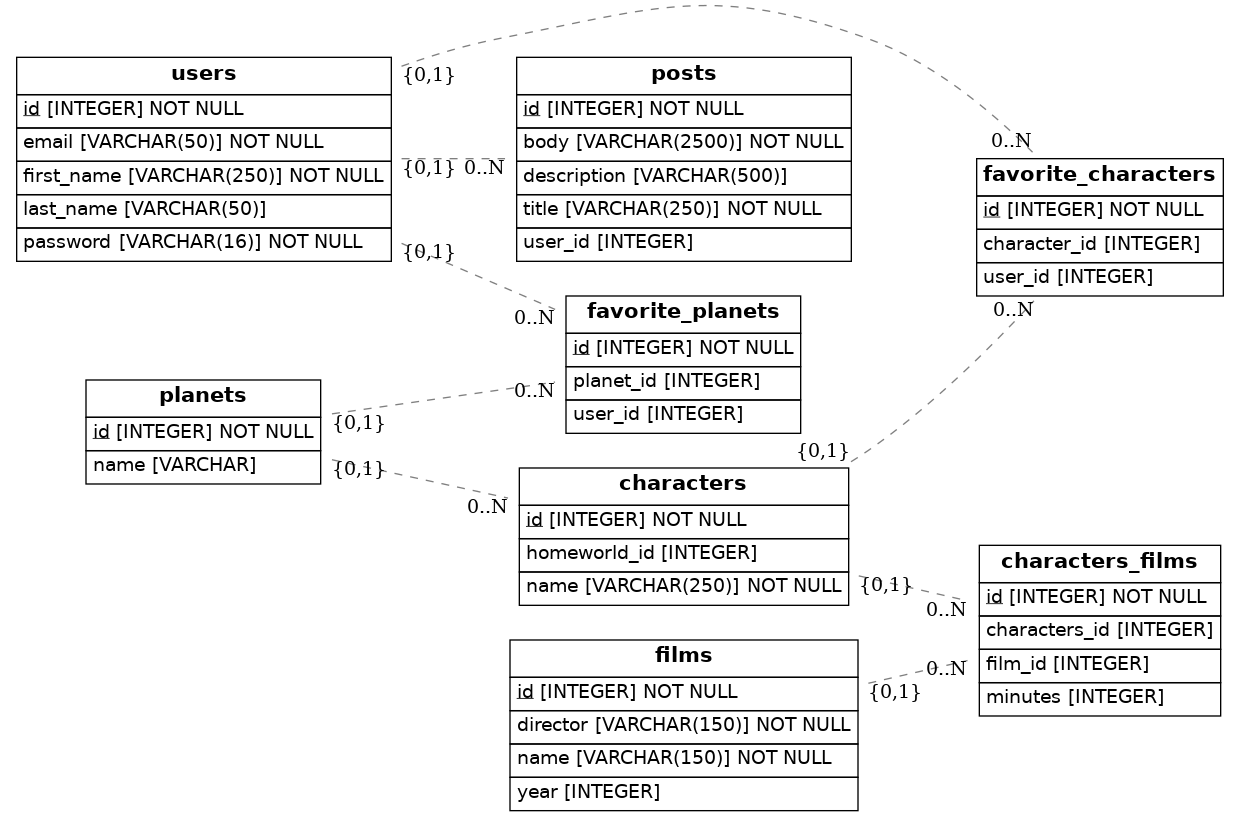 users
id [INTEGER] NOT NULL
email [VARCHAR(50)] NOT NULL
first_name [VARCHAR(250)] NOT NULL
last_name [VARCHAR(50)]
password [VARCHAR(16)] NOT NULL
{0,1}
{0,1}
0..N
{0,1}
posts
id [INTEGER] NOT NULL
body [VARCHAR(2500)] NOT NULL
description [VARCHAR(500)]
title [VARCHAR(250)] NOT NULL
user_id [INTEGER]
0..N
favorite_characters
id [INTEGER] NOT NULL
character_id [INTEGER]
user_id [INTEGER]
0..N
0..N
0..N
favorite_planets
id [INTEGER] NOT NULL
planet_id [INTEGER]
user_id [INTEGER]
planets
id [INTEGER] NOT NULL
name [VARCHAR]
{0,1}
{0,1}
0..N
{0,1}
characters
id [INTEGER] NOT NULL
homeworld_id [INTEGER]
name [VARCHAR(250)] NOT NULL
{0,1}
0..N
characters_films
id [INTEGER] NOT NULL
characters_id [INTEGER]
film_id [INTEGER]
minutes [INTEGER]
0..N
{0,1}
films
id [INTEGER] NOT NULL
director [VARCHAR(150)] NOT NULL
name [VARCHAR(150)] NOT NULL
year [INTEGER]